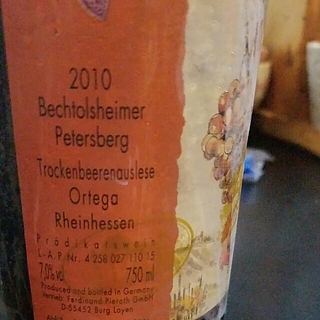 2010
Bechtolsheimer
Petersberg
Trockenbeerenauslese
Ortega
Rheinhessen
Prädikatswein
L-A.P.Nr. 4 258 027 110 15
7,0% vol 750 ml
Produced and bottled in Germany
Vertrieb: Ferdinand Pieroth GmbH
D-55452 Burg Layen